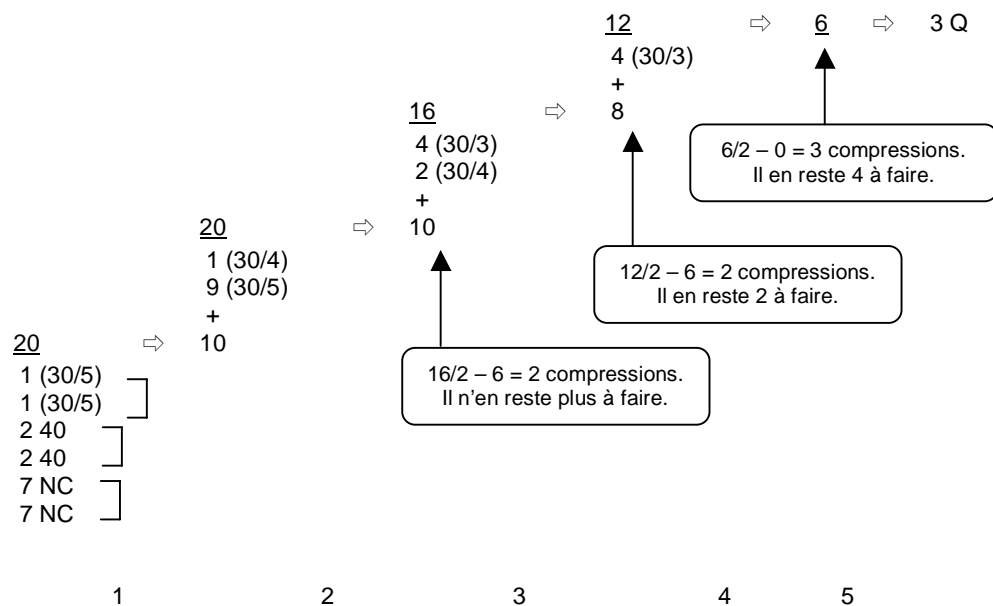 12 ⇨ 6 ⇨ 3 Q
4 (30/3)
+
8
16 ⇨
4 (30/3)
2 (30/4)
+
10
6/2 – 0 = 3 compressions.
Il en reste 4 à faire.
20 ⇨
1 (30/4)
9 (30/5)
+
10
12/2 – 6 = 2 compressions.
Il en reste 2 à faire.
20 ⇨
1 (30/5)
1 (30/5)
2 40
2 40
7 NC
7 NC
16/2 – 6 = 2 compressions.
Il n’en reste plus à faire.
1 2 3 4 5